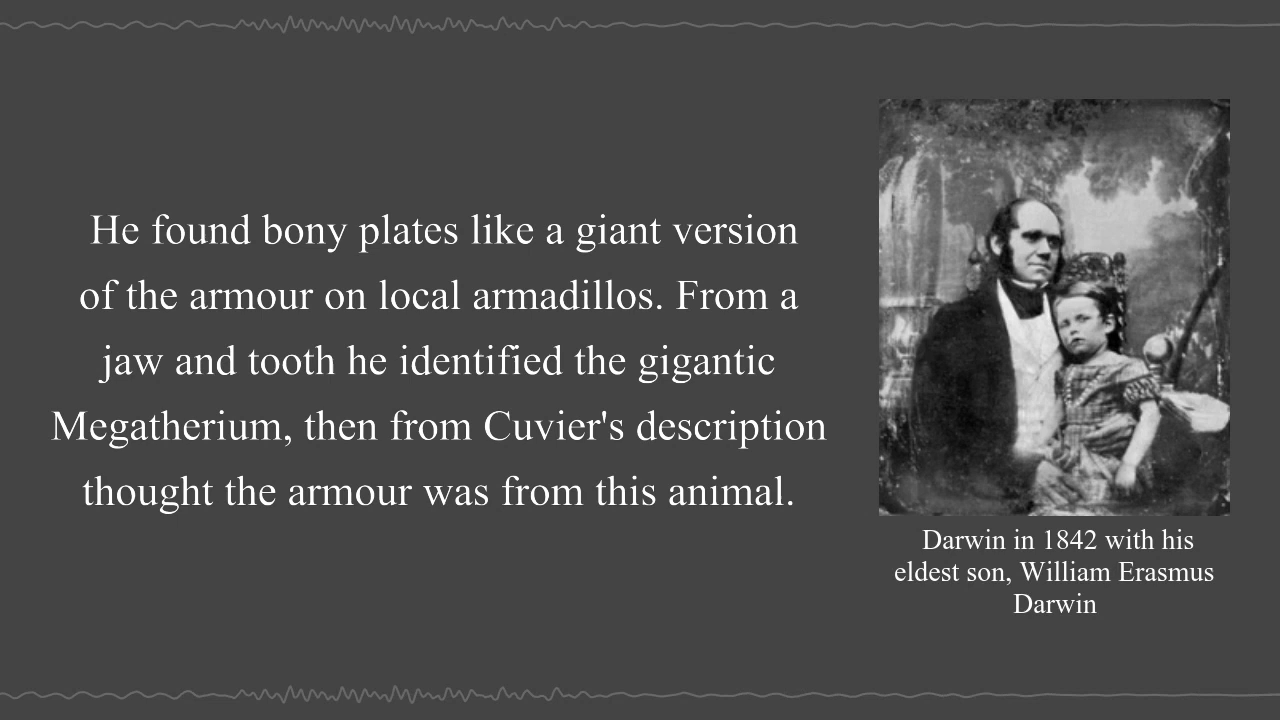 He found bony plates like a giant version
of the armour on local armadillos. From a
jaw and tooth he identified the gigantic
Megatherium, then from Cuvier's description
thought the armour was from this animal.
Darwin in 1842 with his
eldest son, William Erasmus
Darwin